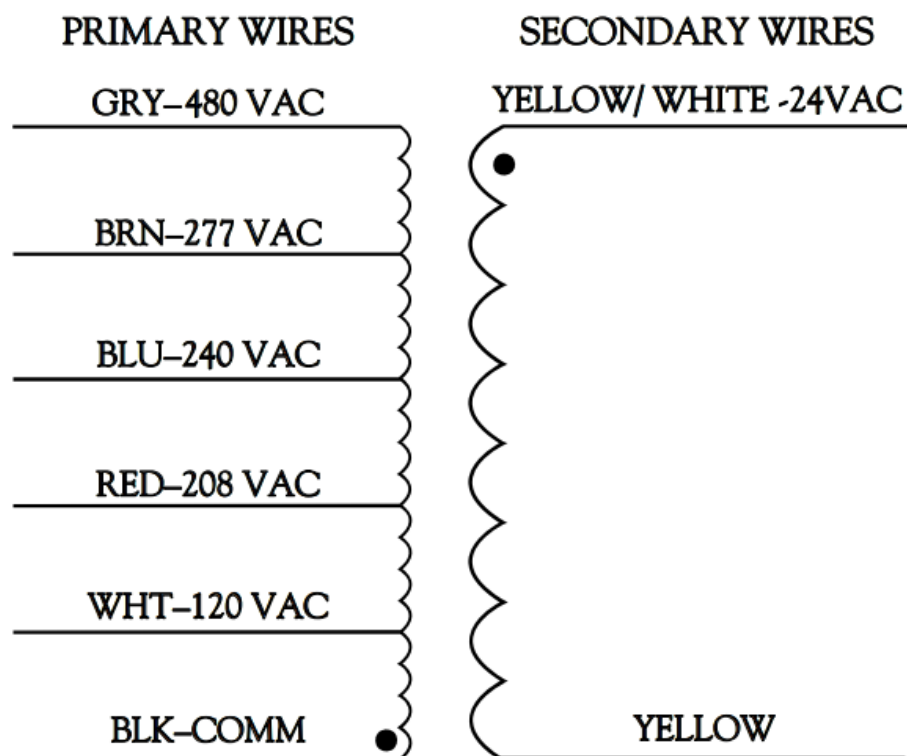 PRIMARY WIRES
SECONDARY WIRES
GRY–480 VAC
YELLOW/ WHITE -24VAC
BRN–277 VAC
BLU–240 VAC
RED–208 VAC
WHT–120 VAC
BLK–COMM
YELLOW